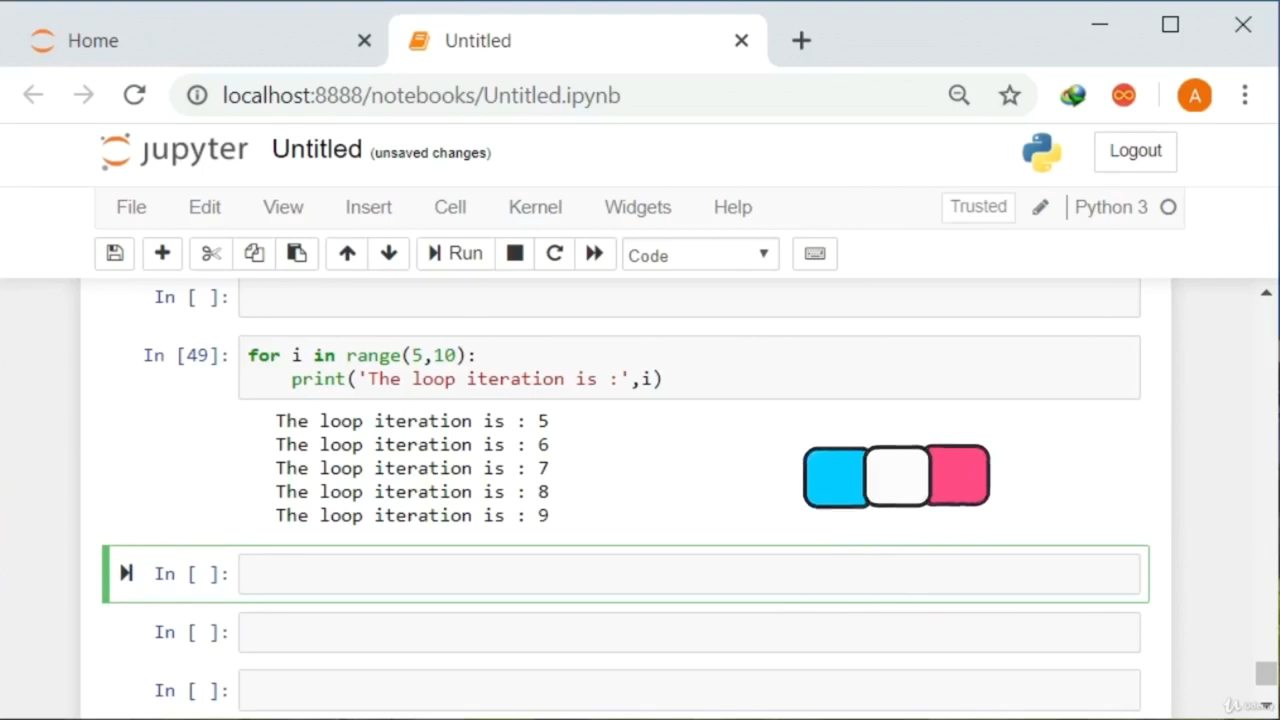 Home
Untitled
localhost:8888/notebooks/Untitled.ipynb
A
jupyter Untitled (unsaved changes)
Logout
File Edit View Insert Cell Kernel Widgets Help
Trusted Python 3
Run Code
In [ ]:
In [49]: for i in range(5,10):
print('The loop iteration is :',i)
The loop iteration is : 5
The loop iteration is : 6
The loop iteration is : 7
The loop iteration is : 8
The loop iteration is : 9
In [ ]:
In [ ]:
In [ ]: